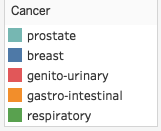 Cancer
prostate
breast
genito-urinary
gastro-intestinal
respiratory